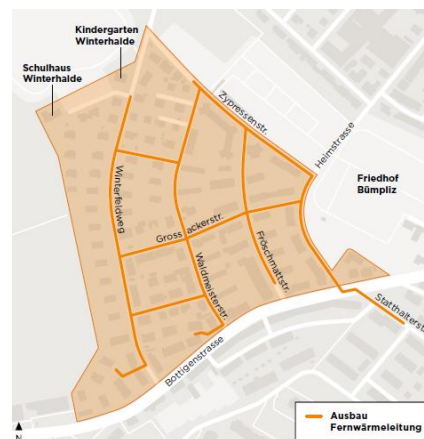 Kindergarten
Winterhalde
Schulhaus
Winterhalde
Zypressenstr.
Heimstrasse
Friedhof
Bümpliz
Winterfeldweg
Grossackerstr.
Waldmeisterstr.
Fröschmattstr.
Statthalterstr.
Bottigenstrasse
N
Ausbau
Fernwärmeleitung